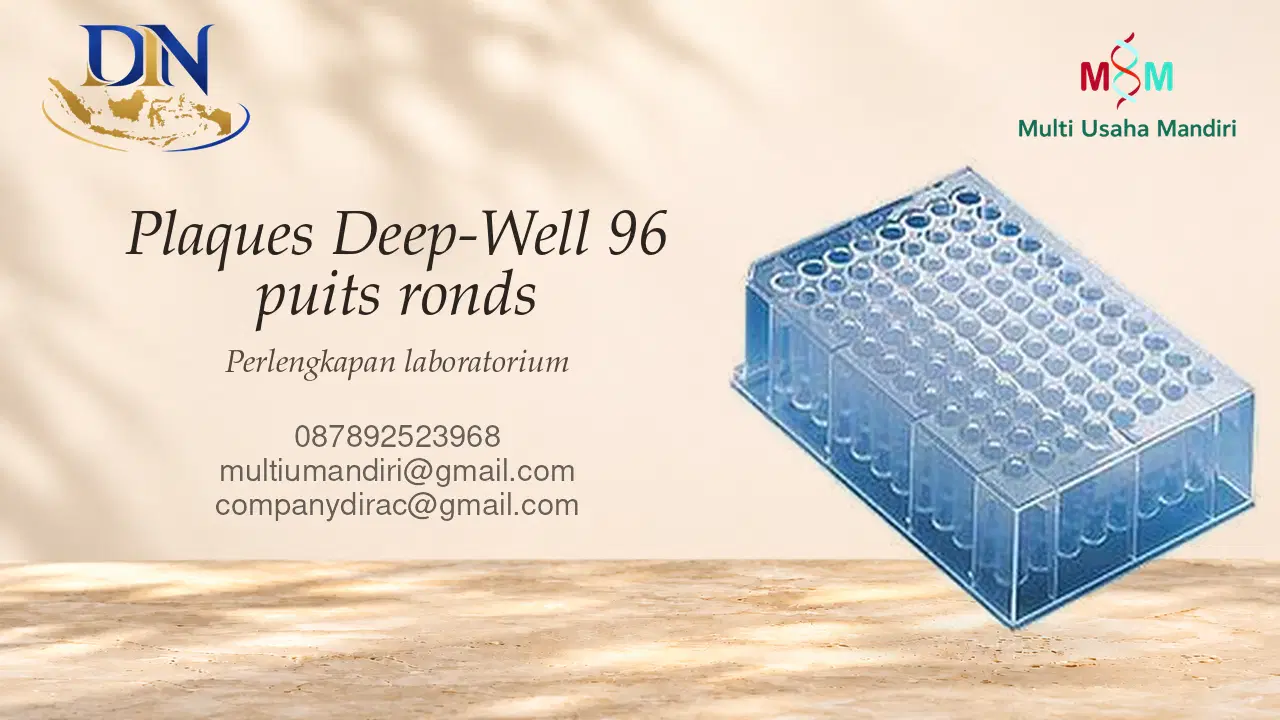 DN
M M
Multi Usaha Mandiri
Plaques Deep-Well 96
puits ronds
Perlengkapan laboratorium
087892523968
multiumandiri@gmail.com
companydirac@gmail.com